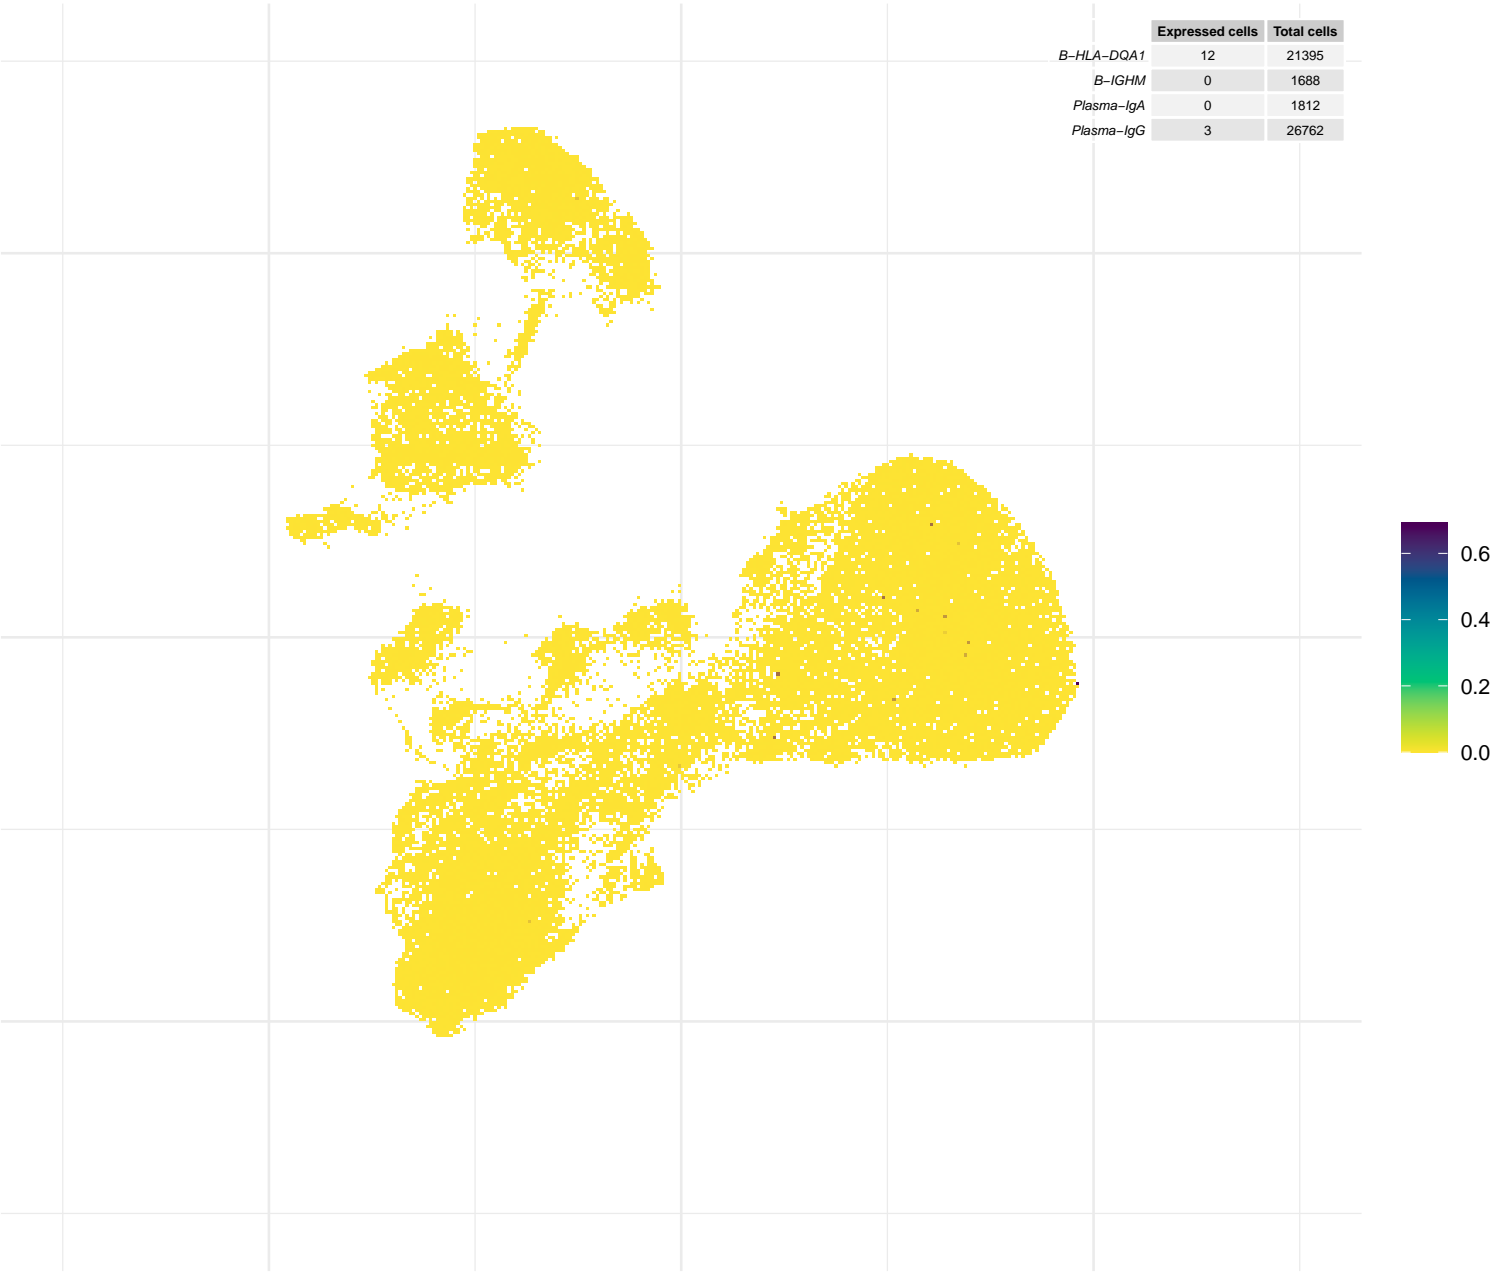 Expressed cells Total cells
B−HLA−DQA1 12 21395
B−IGHM 0 1688
Plasma−IgA 0 1812
Plasma−IgG 3 26762
0.6
0.4
0.2
0.0